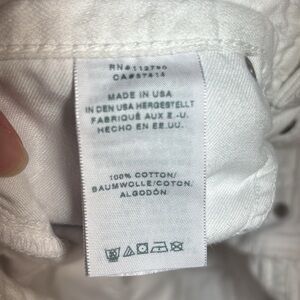 RN#112790
CA#57414
MADE IN USA
IN DEN USA HERGESTELLT
FABRIQUÉ AUX E.-U.
HECHO EN EE.UU.
100% COTTON/
BAUMWOLLE/COTON/
ALGODÓN